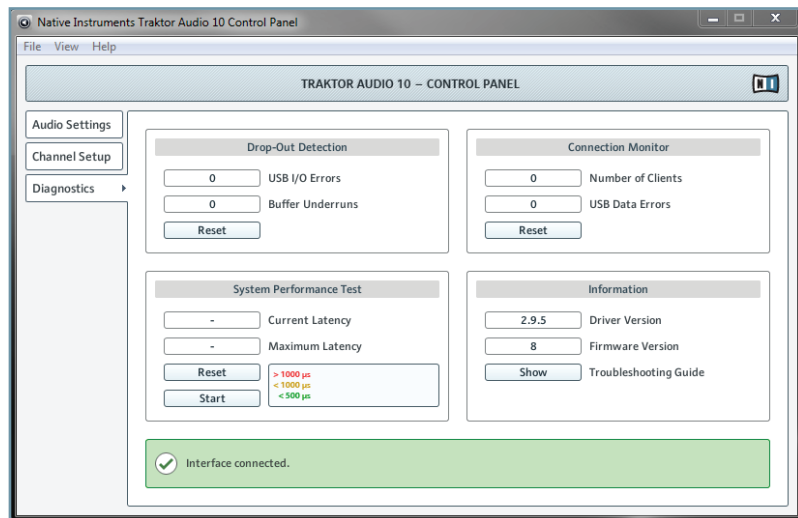 Native Instruments Traktor Audio 10 Control Panel
File View Help
TRAKTOR AUDIO 10 – CONTROL PANEL
NI
Audio Settings
Channel Setup
Diagnostics
Drop-Out Detection
0 USB I/O Errors
0 Buffer Underruns
Reset
Connection Monitor
0 Number of Clients
0 USB Data Errors
Reset
System Performance Test
- Current Latency
- Maximum Latency
Reset
Start
> 1000 µs
< 1000 µs
< 500 µs
Information
2.9.5 Driver Version
8 Firmware Version
Show Troubleshooting Guide
Interface connected.